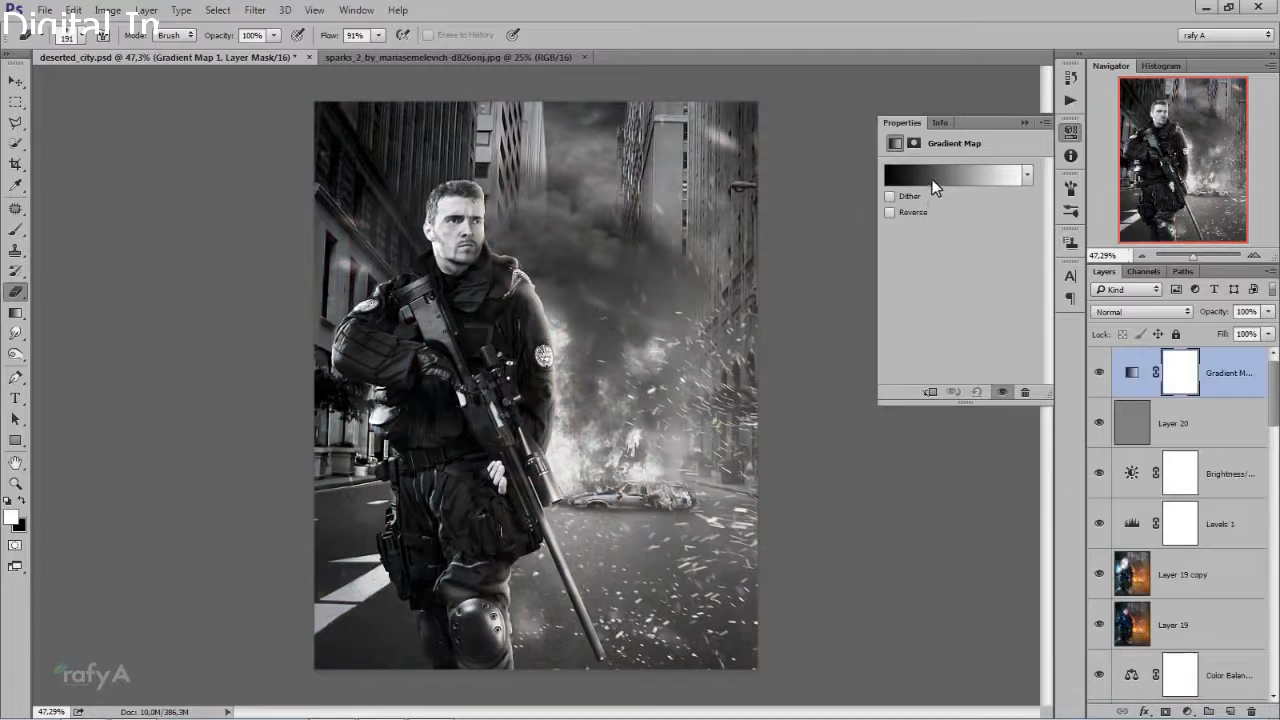 Ps File Edit Image Layer Type Select Filter 3D View Window Help
Digital In
191 Mode: Brush Opacity: 100% Flow: 91% Erase to History rafy A
deserted_city.psd @ 47,3% (Gradient Map 1, Layer Mask/16) * × sparks_2_by_mariasemelevich-d826onj.jpg @ 25% (RGB/16) ×
Navigator Histogram
Properties Info
Gradient Map
Dither
Reverse
47,29%
Layers Channels Paths
Kind
Normal Opacity: 100%
Lock: Fill: 100%
Gradient M...
Layer 20
Brightness/...
Levels 1
Layer 19 copy
Layer 19
Color Balan...
rafy A
47,29% Doc: 10,0M/386,3M